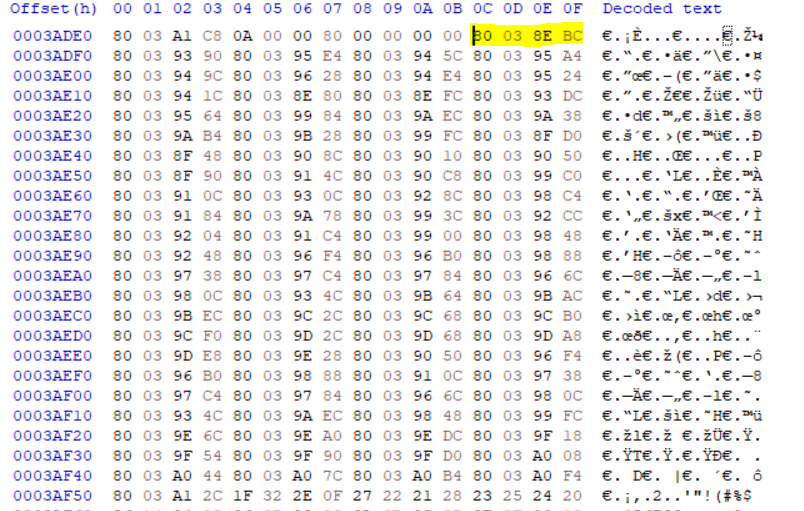 Offset(h) 00 01 02 03 04 05 06 07 08 09 0A 0B 0C 0D 0E 0F Decoded text
0003ADE0 80 03 A1 C8 0A 00 00 80 00 00 00 00 80 03 8E BC €.¡È...€....€.Ž¼
0003ADF0 80 03 93 90 80 03 95 E4 80 03 94 5C 80 03 95 A4 €.“.€.•ä€.”\€.•¤
0003AE00 80 03 94 9C 80 03 96 28 80 03 94 E4 80 03 95 24 €.”œ€.–(€.”ä€.•$
0003AE10 80 03 94 1C 80 03 8E 80 80 03 8E FC 80 03 93 DC €.”.€.Ž€€.Žü€.“Ü
0003AE20 80 03 95 64 80 03 99 84 80 03 9A EC 80 03 9A 38 €.•d€.™„€.šì€.š8
0003AE30 80 03 9A B4 80 03 9B 28 80 03 99 FC 80 03 8F D0 €.š´€.›(€.™ü€..Ð
0003AE40 80 03 8F 48 80 03 90 8C 80 03 90 10 80 03 90 50 €..H€..Œ€...€..P
0003AE50 80 03 8F 90 80 03 91 4C 80 03 90 C8 80 03 99 C0 €...€.‘L€..È€.™À
0003AE60 80 03 91 0C 80 03 93 0C 80 03 92 8C 80 03 98 C4 €.‘.€.“.€.’Œ€.˜Ä
0003AE70 80 03 91 84 80 03 9A 78 80 03 99 3C 80 03 92 CC €.‘„€.šx€.™<€.’Ì
0003AE80 80 03 92 04 80 03 91 C4 80 03 99 00 80 03 98 48 €.’.€.‘Ä€.™.€.˜H
0003AE90 80 03 92 48 80 03 96 F4 80 03 96 B0 80 03 98 88 €.’H€.–ô€.–°€.˜ˆ
0003AEA0 80 03 97 38 80 03 97 C4 80 03 97 84 80 03 96 6C €.—8€.—Ä€.—„€.–l
0003AEB0 80 03 98 0C 80 03 93 4C 80 03 9B 64 80 03 9B AC €.˜.€.“L€.›d€.›¬
0003AEC0 80 03 9B EC 80 03 9C 2C 80 03 9C 68 80 03 9C B0 €.›ì€.œ,€.œh€.œ°
0003AED0 80 03 9C F0 80 03 9D 2C 80 03 9D 68 80 03 9D A8 €.œð€..,€..h€..¨
0003AEE0 80 03 9D E8 80 03 9E 28 80 03 90 50 80 03 96 F4 €..è€.ž(€..P€.–ô
0003AEF0 80 03 96 B0 80 03 98 88 80 03 91 0C 80 03 97 38 €.–°€.˜ˆ€.‘.€.—8
0003AF00 80 03 97 C4 80 03 97 84 80 03 96 6C 80 03 98 0C €.—Ä€.—„€.–l€.˜.
0003AF10 80 03 93 4C 80 03 9A EC 80 03 98 48 80 03 99 FC €.“L€.šì€.˜H€.™ü
0003AF20 80 03 9E 6C 80 03 9E A0 80 03 9E DC 80 03 9F 18 €.žl€.ž €.žÜ€.Ÿ.
0003AF30 80 03 9F 54 80 03 9F 90 80 03 9F D0 80 03 A0 08 €.ŸT€.Ÿ.€.ŸÐ€. .
0003AF40 80 03 A0 44 80 03 A0 7C 80 03 A0 B4 80 03 A0 F4 €. D€. |€. ´€. ô
0003AF50 80 03 A1 2C 1F 32 2E 0F 27 22 21 28 23 25 24 20 €.¡,.2..'"!(#%$